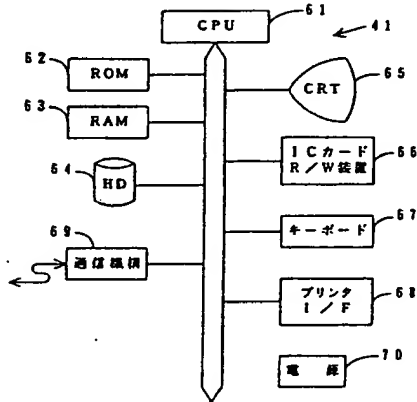 61
CPU
41
62
ROM
65
CRT
63
RAM
64
HD
ICカード
R/W装置
66
69
通信機構
キーボード
67
プリンタ
I/F
68
電源
70